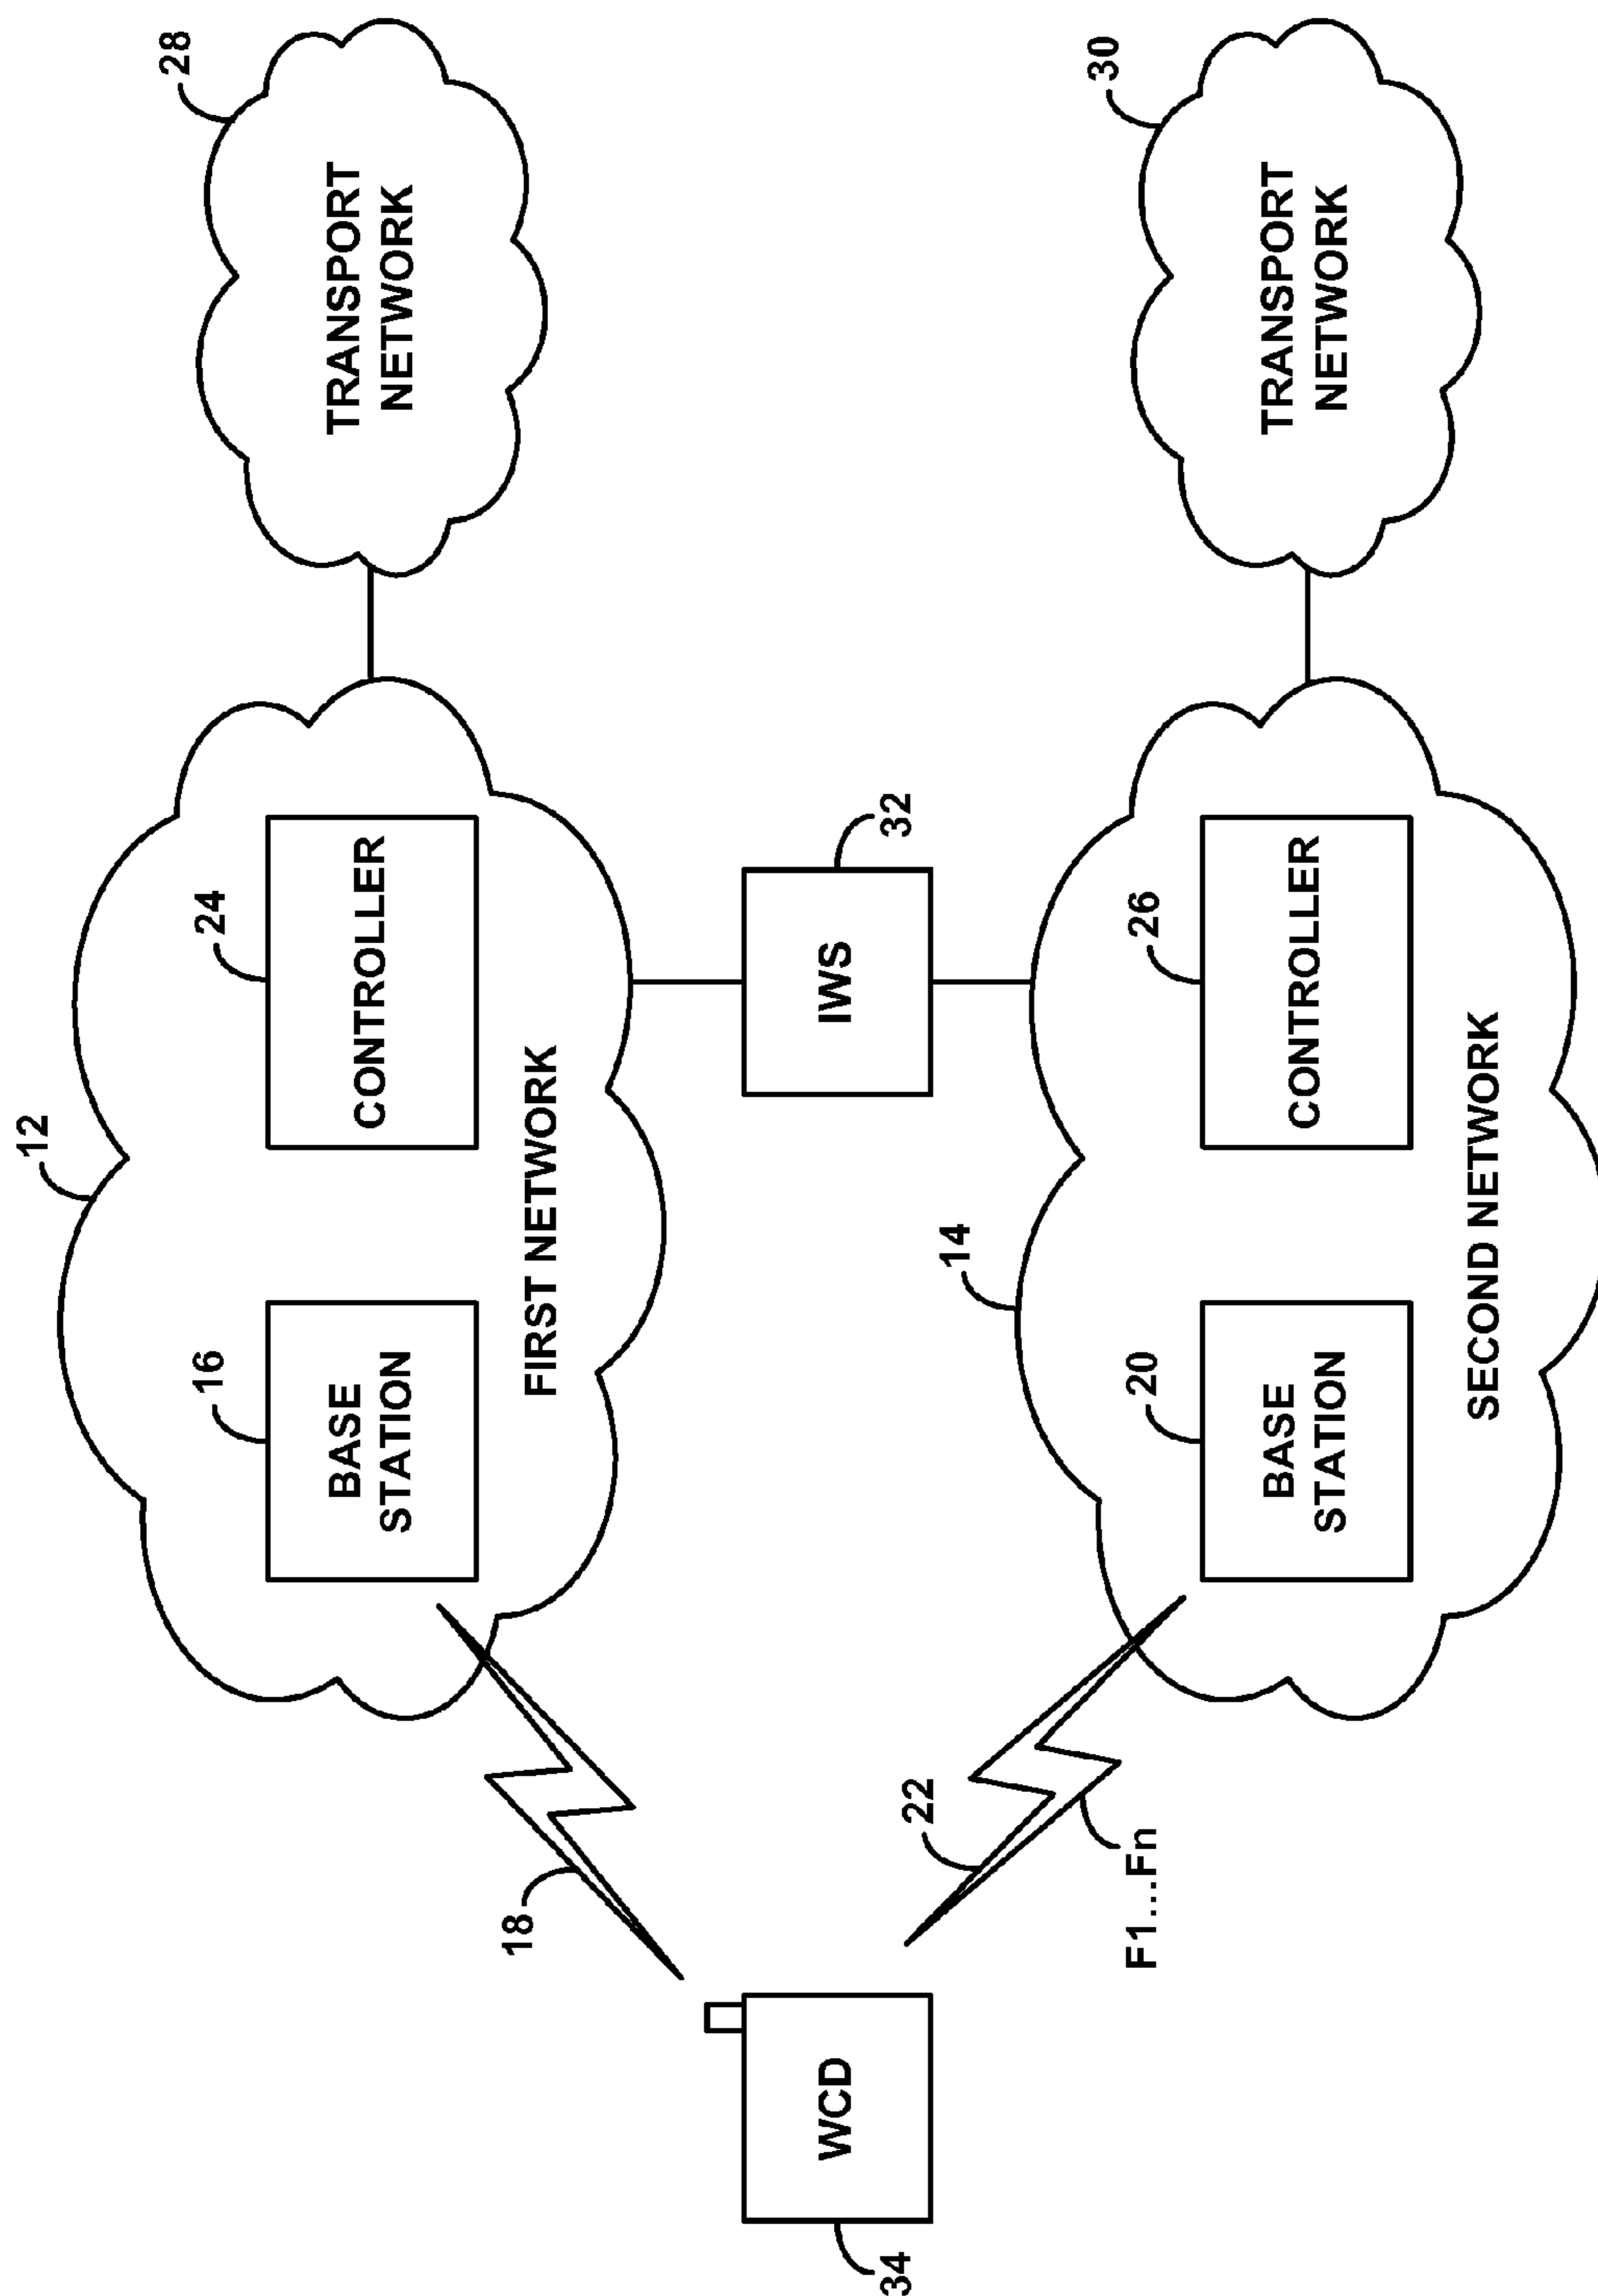 12
28
16
24
BASE
STATION
CONTROLLER
TRANSPORT
NETWORK
FIRST NETWORK
18
34
WCD
IWS
32
22
F1...Fn
14
30
20
26
BASE
STATION
CONTROLLER
TRANSPORT
NETWORK
SECOND NETWORK